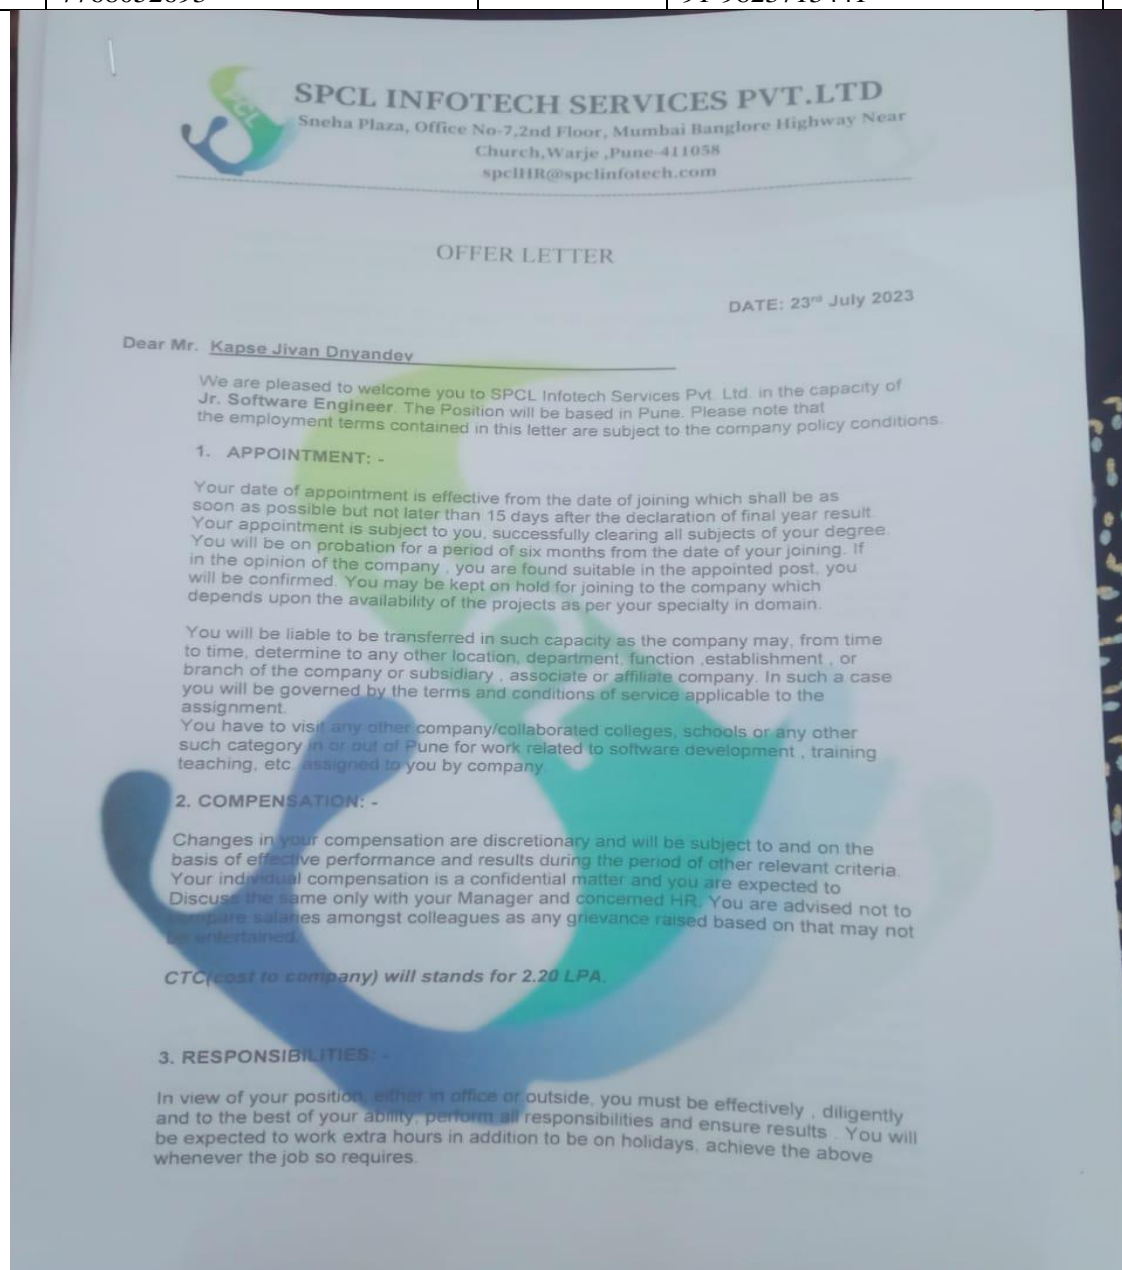 SPCL
SPCL INFOTECH SERVICES PVT.LTD
Sneha Plaza, Office No-7,2nd Floor, Mumbai Banglore Highway Near
Church,Warje ,Pune-411058
spclHR@spclinfotech.com
OFFER LETTER
DATE: 23rd July 2023
Dear Mr. Kapse Jivan Dnyandev
We are pleased to welcome you to SPCL Infotech Services Pvt. Ltd. in the capacity of
Jr. Software Engineer. The Position will be based in Pune. Please note that
the employment terms contained in this letter are subject to the company policy conditions.
1. APPOINTMENT: -
Your date of appointment is effective from the date of joining which shall be as
soon as possible but not later than 15 days after the declaration of final year result.
Your appointment is subject to you, successfully clearing all subjects of your degree.
You will be on probation for a period of six months from the date of your joining. If
in the opinion of the company , you are found suitable in the appointed post, you
will be confirmed. You may be kept on hold for joining to the company which
depends upon the availability of the projects as per your specialty in domain.
You will be liable to be transferred in such capacity as the company may, from time
to time, determine to any other location, department, function ,establishment , or
branch of the company or subsidiary , associate or affiliate company. In such a case
you will be governed by the terms and conditions of service applicable to the
assignment.
You have to visit any other company/collaborated colleges, schools or any other
such category in or out of Pune for work related to software development , training
teaching, etc. assigned to you by company.
2. COMPENSATION: -
Changes in your compensation are discretionary and will be subject to and on the
basis of effective performance and results during the period of other relevant criteria.
Your individual compensation is a confidential matter and you are expected to
Discuss the same only with your Manager and concerned HR. You are advised not to
compare salaries amongst colleagues as any grievance raised based on that may not
be entertained.
CTC(cost to company) will stands for 2.20 LPA.
3. RESPONSIBILITIES: -
In view of your position, either in office or outside, you must be effectively , diligently
and to the best of your ability, perform all responsibilities and ensure results . You will
be expected to work extra hours in addition to be on holidays, achieve the above
whenever the job so requires.